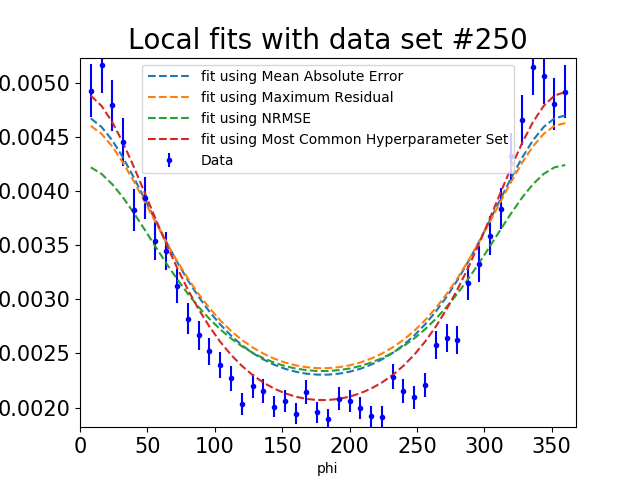 Local fits with data set #250
fit using Mean Absolute Error
fit using Maximum Residual
fit using NRMSE
fit using Most Common Hyperparameter Set
Data
0.0050
0.0045
0.0040
0.0035
0.0030
0.0025
0.0020
0 50 100 150 200 250 300 350
phi